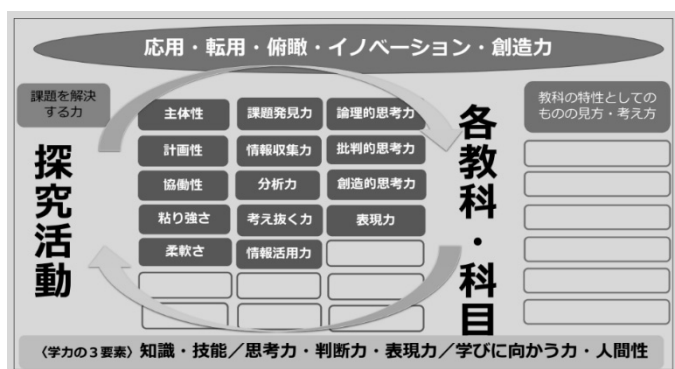 応用・転用・俯瞰・イノベーション・創造力
課題を解決
する力
探究活動
主体性
課題発見力
論理的思考力
計画性
情報収集力
批判的思考力
協働性
分析力
創造的思考力
粘り強さ
考え抜く力
表現力
柔軟さ
情報活用力
各教科・科目
教科の特性としての
ものの見方・考え方
〈学力の3要素〉知識・技能/思考力・判断力・表現力/学びに向かう力・人間性